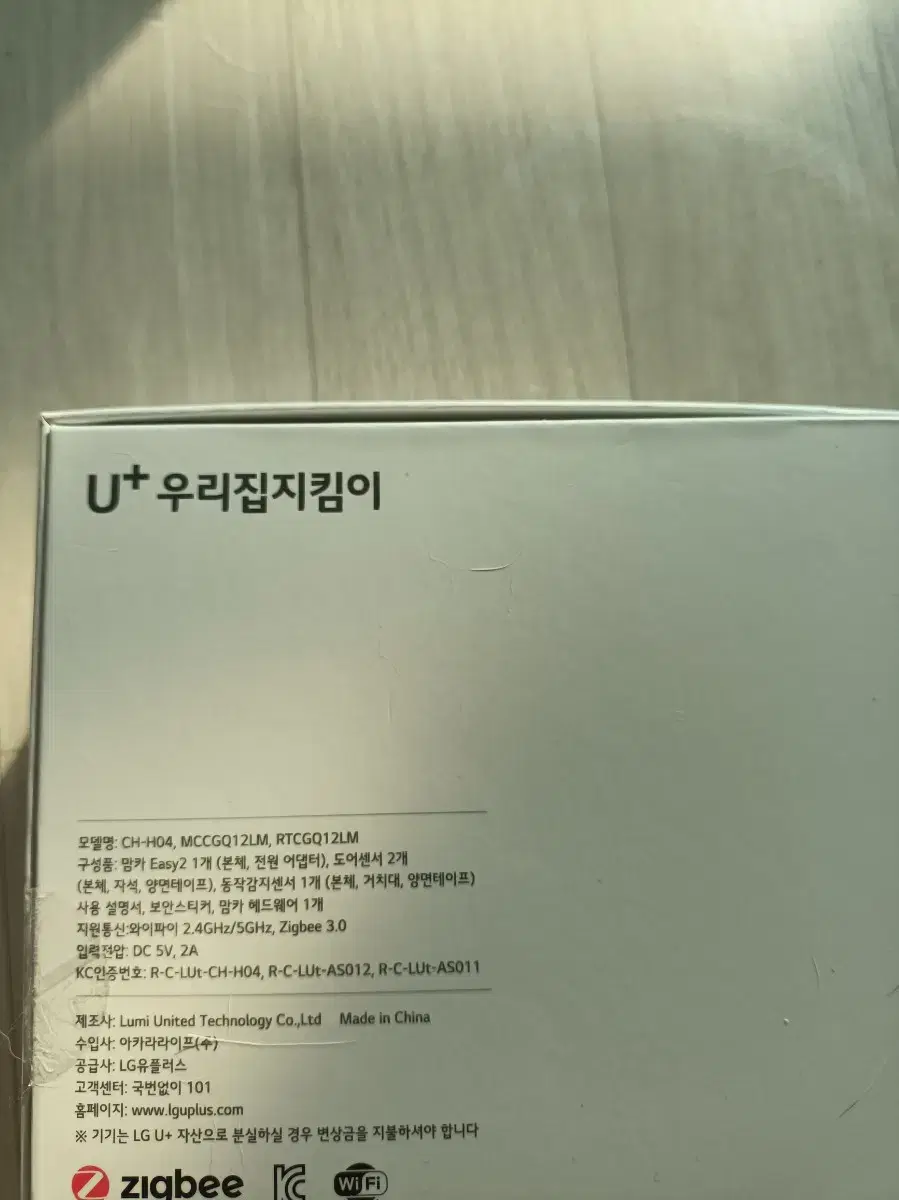 U+ 우리집지킴이
모델명: CH-H04, MCCGQ12LM, RTCGQ12LM
구성품: 맘카 Easy2 1개 (본체, 전원 어댑터), 도어센서 2개
(본체, 자석, 양면테이프), 동작감지센서 1개 (본체, 거치대, 양면테이프)
사용 설명서, 보안스티커, 맘카 헤드웨어 1개
지원통신:와이파이 2.4GHz/5GHz, Zigbee 3.0
입력전압: DC 5V, 2A
KC인증번호: R-C-LUt-CH-H04, R-C-LUt-AS012, R-C-LUt-AS011
제조사: Lumi United Technology Co.,Ltd Made in China
수입사: 아카라라이프(주)
공급사: LG유플러스
고객센터: 국번없이 101
홈페이지: www.lguplus.com
※ 기기는 LG U+ 자산으로 분실하실 경우 변상금을 지불하셔야 합니다
zigbee KC WiFi